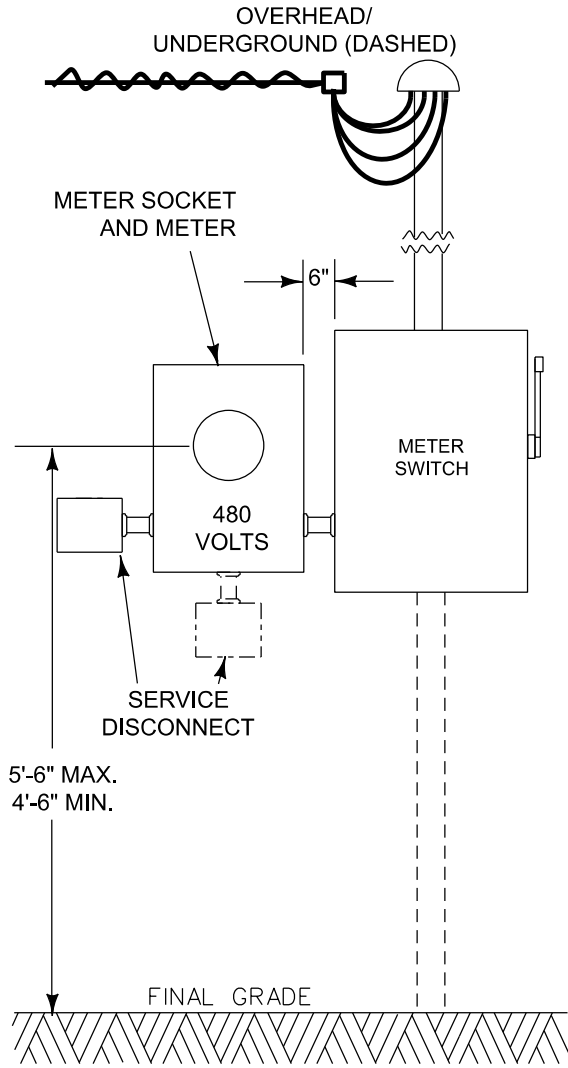 OVERHEAD/
UNDERGROUND (DASHED)
METER SOCKET
AND METER
6"
METER
SWITCH
480
VOLTS
SERVICE
DISCONNECT
5'-6" MAX.
4'-6" MIN.
FINAL GRADE